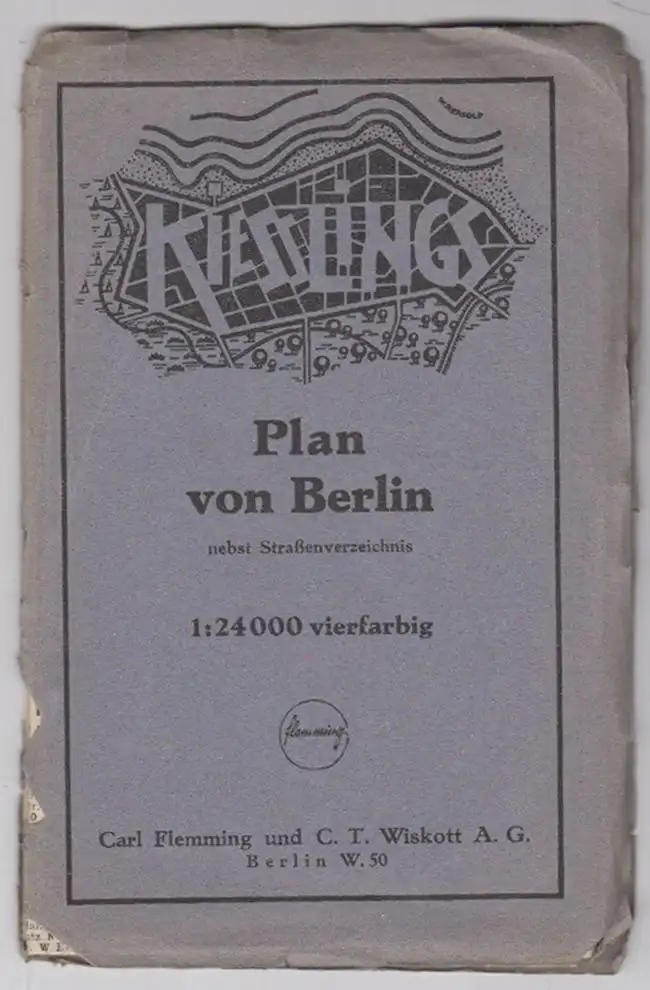 KIESSLINGS
Plan
von Berlin
nebst Straßenverzeichnis
1:24000 vierfarbig
flemming
Carl Flemming und C. T. Wiskott A. G.
Berlin W. 50